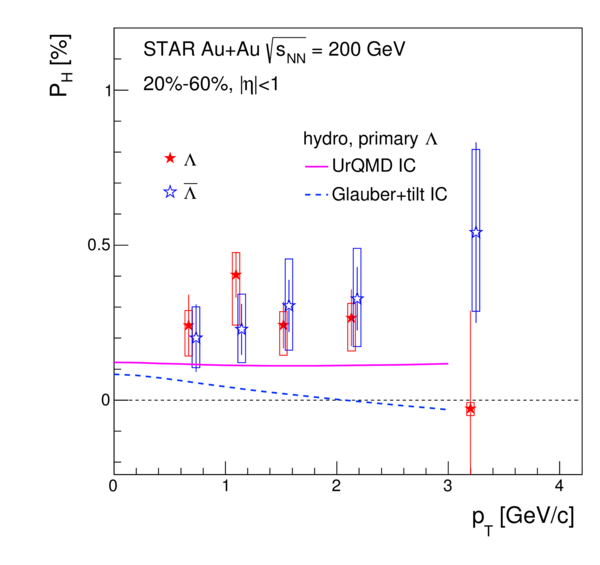 P_H [%]
STAR Au+Au √s_NN = 200 GeV
20%-60%, |η|<1
hydro, primary Λ
Λ
UrQMD IC
Λ̅
Glauber+tilt IC
1
0.5
0
0 1 2 3 4
p_T [GeV/c]